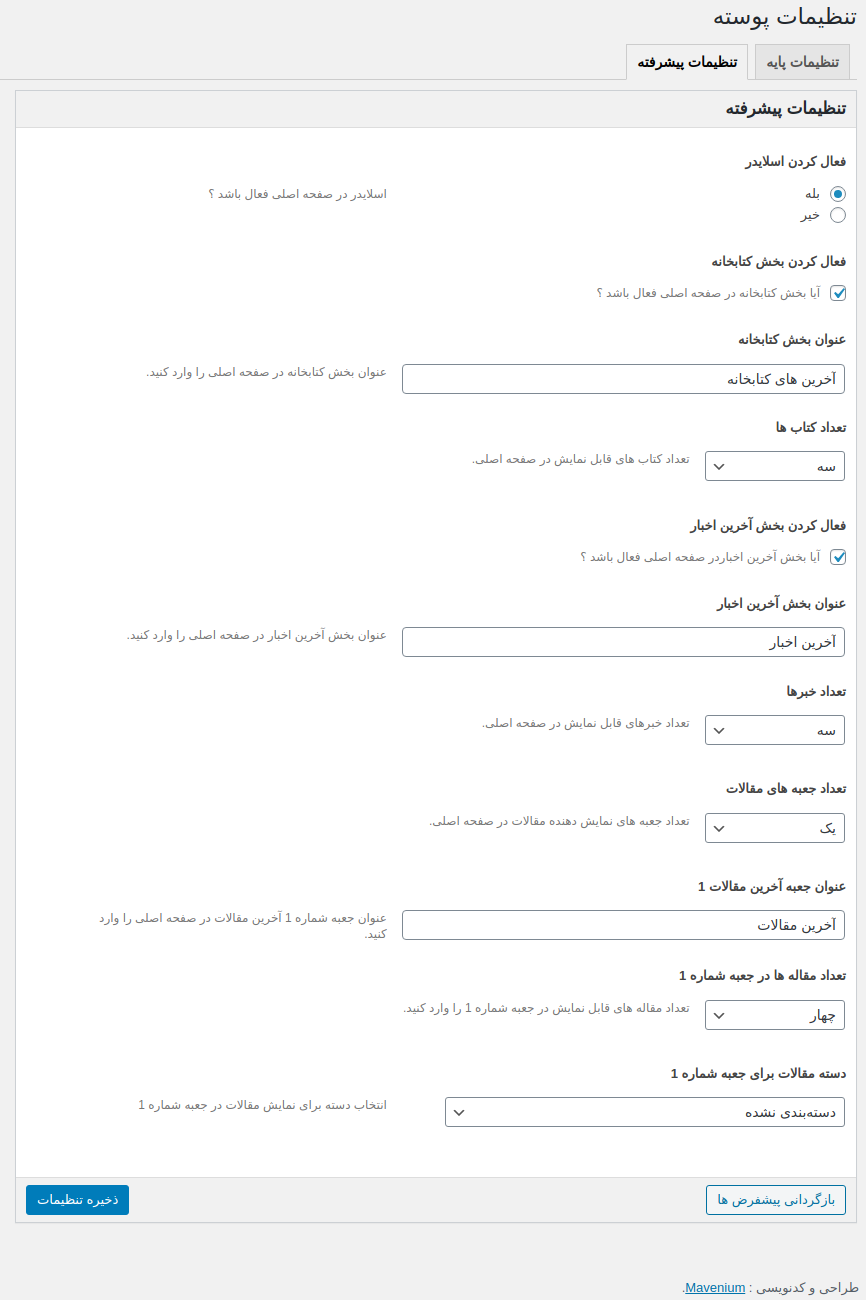 تنظیمات پوسته
تنظیمات پایه
تنظیمات پیشرفته
تنظیمات پیشرفته
فعال کردن اسلایدر
بله
خیر
اسلایدر در صفحه اصلی فعال باشد ؟
فعال کردن بخش کتابخانه
آیا بخش کتابخانه در صفحه اصلی فعال باشد ؟
عنوان بخش کتابخانه
آخرین های کتابخانه
عنوان بخش کتابخانه در صفحه اصلی را وارد کنید.
تعداد کتاب ها
سه
تعداد کتاب های قابل نمایش در صفحه اصلی.
فعال کردن بخش آخرین اخبار
آیا بخش آخرین اخباردر صفحه اصلی فعال باشد ؟
عنوان بخش آخرین اخبار
آخرین اخبار
عنوان بخش آخرین اخبار در صفحه اصلی را وارد کنید.
تعداد خبرها
سه
تعداد خبرهای قابل نمایش در صفحه اصلی.
تعداد جعبه های مقالات
یک
تعداد جعبه های نمایش دهنده مقالات در صفحه اصلی.
عنوان جعبه آخرین مقالات 1
آخرین مقالات
عنوان جعبه شماره 1 آخرین مقالات در صفحه اصلی را وارد
کنید.
تعداد مقاله ها در جعبه شماره 1
چهار
تعداد مقاله های قابل نمایش در جعبه شماره 1 را وارد کنید.
دسته مقالات برای جعبه شماره 1
دسته‌بندی نشده
انتخاب دسته برای نمایش مقالات در جعبه شماره 1
بازگردانی پیشفرض ها
ذخیره تنظیمات
طراحی و کدنویسی : Mavenium.